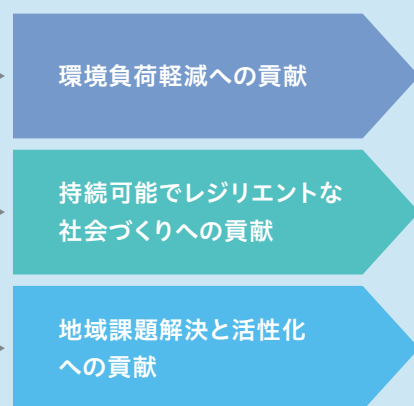 環境負荷軽減への貢献
持続可能でレジリエントな
社会づくりへの貢献
地域課題解決と活性化
への貢献